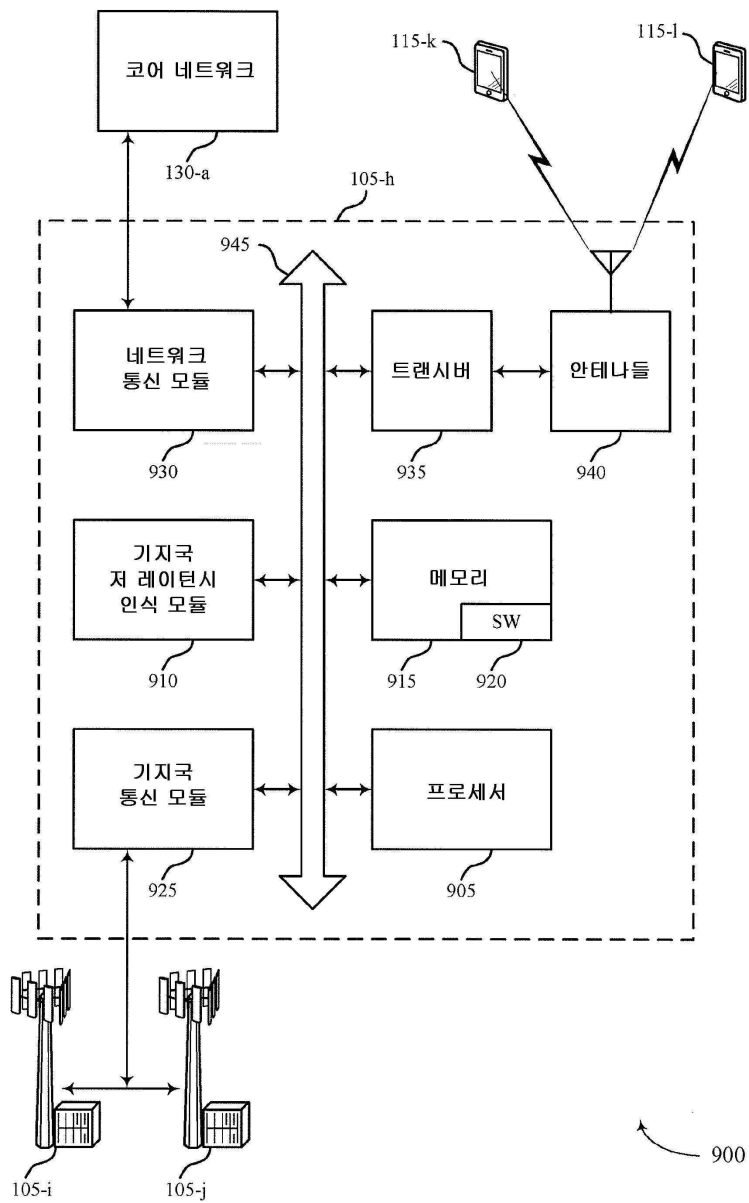 115-k
115-l
코어 네트워크
130-a
105-h
945
네트워크
통신 모듈
930
트랜시버
935
안테나들
940
기지국
저 레이턴시
인식 모듈
910
메모리
SW
915
920
기지국
통신 모듈
925
프로세서
905
105-i
105-j
900